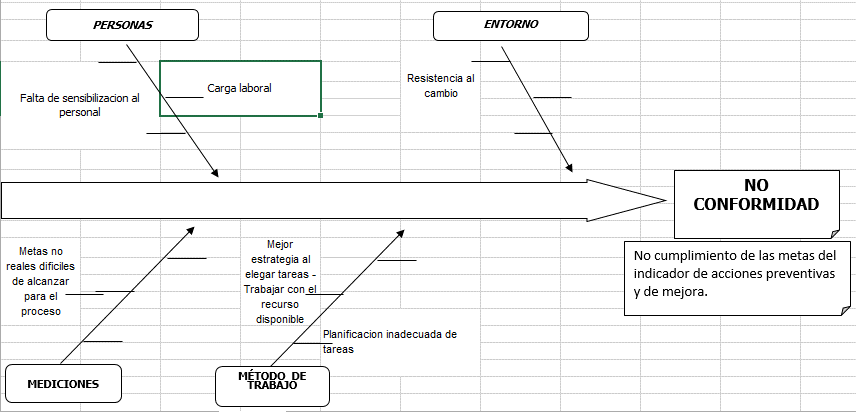 PERSONAS
ENTORNO
Falta de sensibilizacion al
personal
Carga laboral
Resistencia al
cambio
NO
CONFORMIDAD
No cumplimiento de las metas del
indicador de acciones preventivas
y de mejora.
Metas no
reales dificiles
de alcanzar
para el
proceso
Mejor
estrategia al
elegar tareas -
Trabajar con el
recurso
disponible
Planificacion inadecuada de
tareas
MEDICIONES
MÉTODO DE
TRABAJO